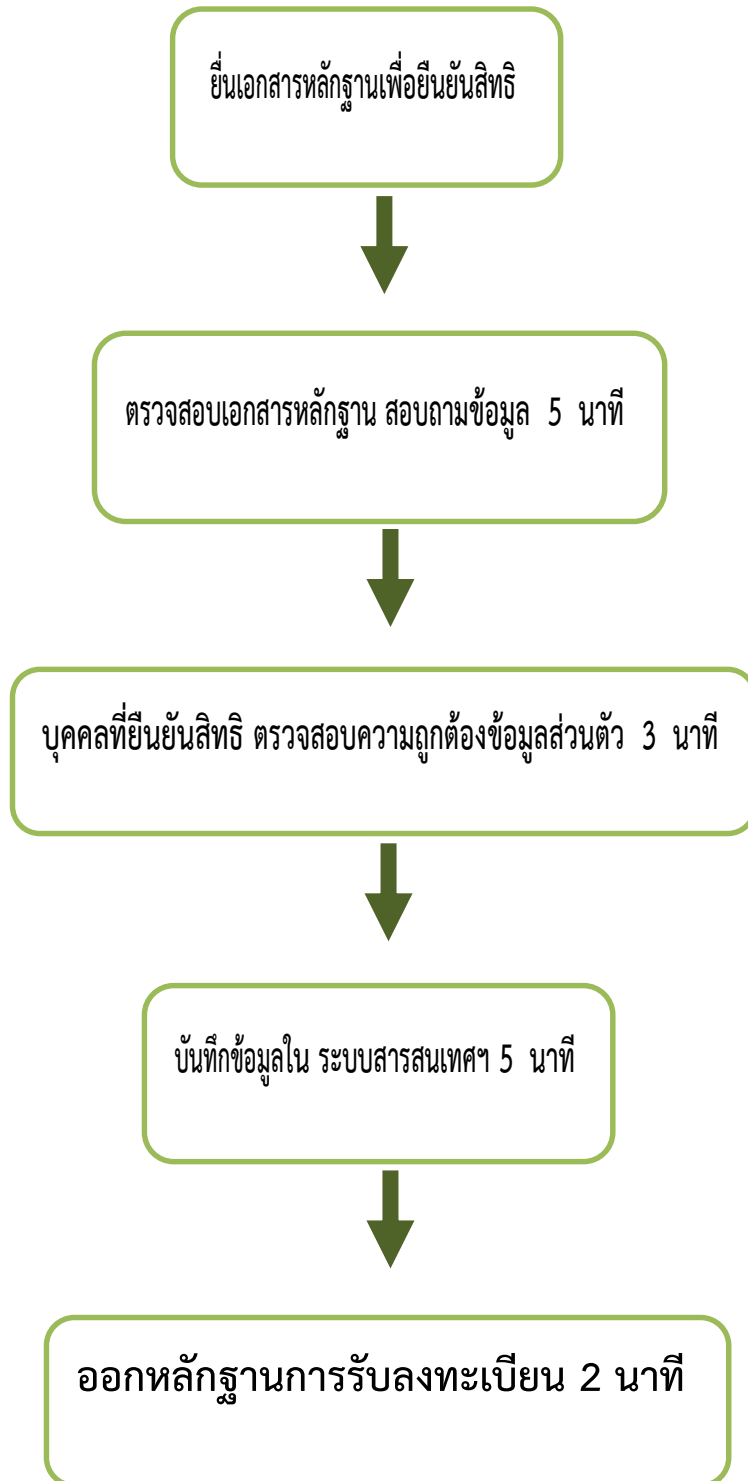 ยื่นเอกสารหลักฐานเพื่อยืนยันสิทธิ
ตรวจสอบเอกสารหลักฐาน สอบถามข้อมูล 5 นาที
บุคคลที่ยืนยันสิทธิ ตรวจสอบความถูกต้องข้อมูลส่วนตัว 3 นาที
บันทึกข้อมูลใน ระบบสารสนเทศฯ 5 นาที
ออกหลักฐานการรับลงทะเบียน 2 นาที